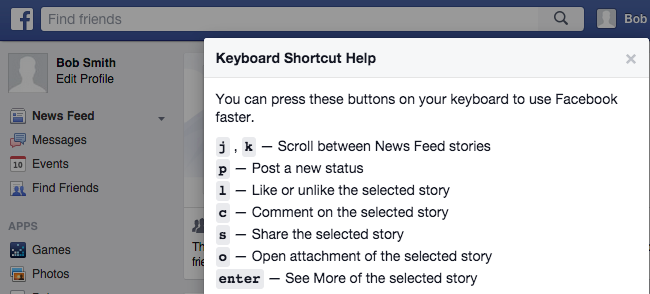 Find friends
Bob
Bob Smith
Edit Profile
News Feed
Messages
10 Events
Find Friends
APPS
Games
Photos
Keyboard Shortcut Help
You can press these buttons on your keyboard to use Facebook
faster.
j , k — Scroll between News Feed stories
p — Post a new status
l — Like or unlike the selected story
c — Comment on the selected story
s — Share the selected story
o — Open attachment of the selected story
enter — See More of the selected story